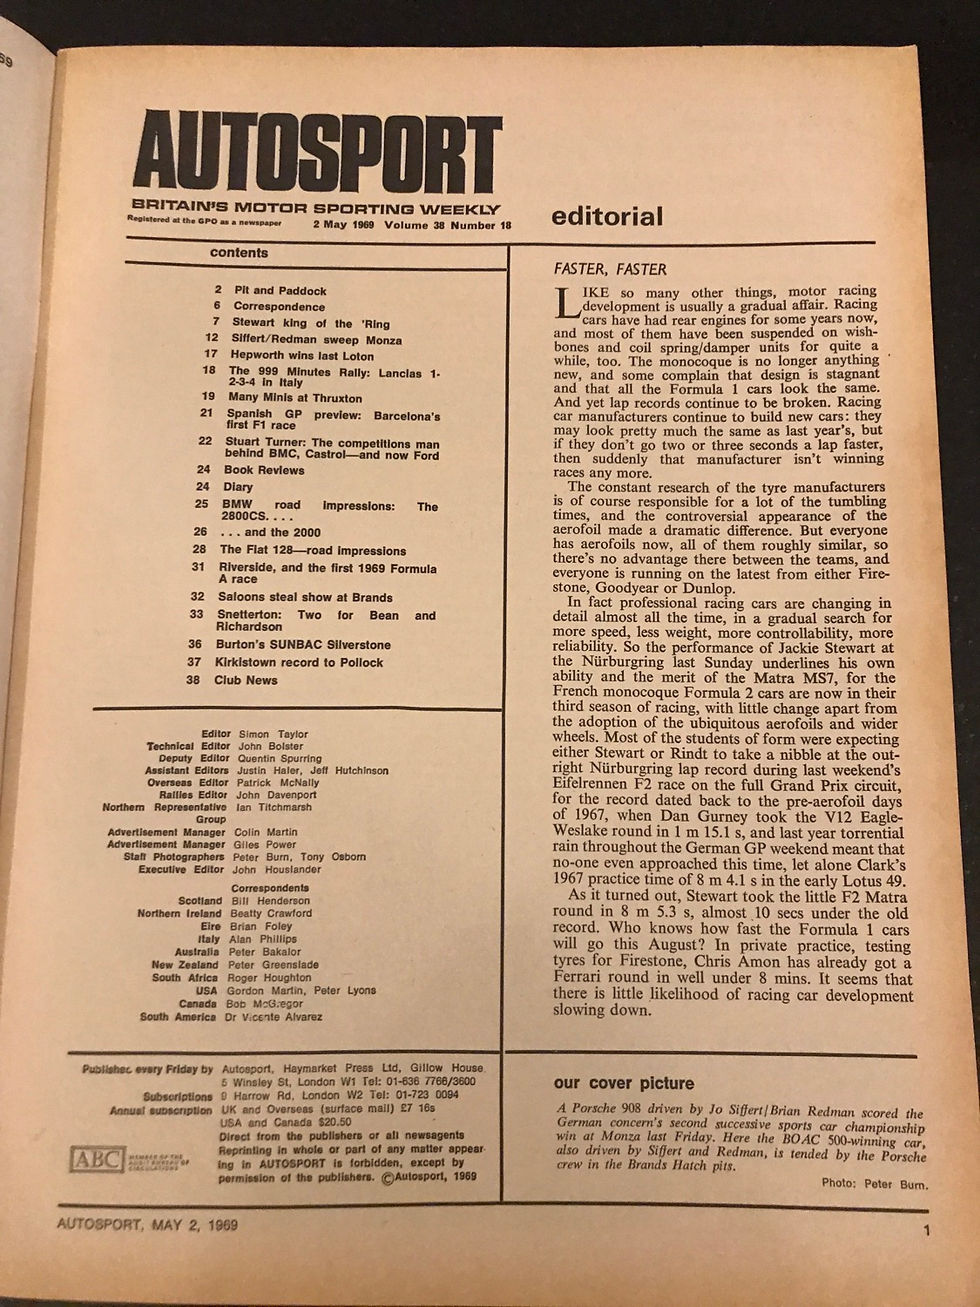 69
AUTOSPORT
BRITAIN'S MOTOR SPORTING WEEKLY
Registered at the GPO as a newspaper 2 May 1969 Volume 38 Number 18
contents
2 Pit and Paddock
6 Correspondence
7 Stewart king of the 'Ring
12 Siffert/Redman sweep Monza
17 Hepworth wins last Loton
18 The 999 Minutes Rally: Lancias 1-
2-3-4 in Italy
19 Many Minis at Thruxton
21 Spanish GP preview: Barcelona's
first F1 race
22 Stuart Turner: The competitions man
behind BMC, Castrol—and now Ford
24 Book Reviews
24 Diary
25 BMW road impressions: The
2800CS. . . .
26 . . . and the 2000
28 The Fiat 128—road impressions
31 Riverside, and the first 1969 Formula
A race
32 Saloons steal show at Brands
33 Snetterton: Two for Bean and
Richardson
36 Burton's SUNBAC Silverstone
37 Kirkistown record to Pollock
38 Club News
Editor Simon Taylor
Technical Editor John Bolster
Deputy Editor Quentin Spurring
Assistant Editors Justin Haler, Jeff Hutchinson
Overseas Editor Patrick McNally
Rallies Editor John Davenport
Northern Representative Ian Titchmarsh
Group
Advertisement Manager Colin Martin
Advertisement Manager Giles Power
Staff Photographers Peter Burn, Tony Osborn
Executive Editor John Houslander
Correspondents
Scotland Bill Henderson
Northern Ireland Beatty Crawford
Eire Brian Foley
Italy Alan Phillips
Australia Peter Bakalor
New Zealand Peter Greenslade
South Africa Roger Houghton
USA Gordon Martin, Peter Lyons
Canada Bob McGregor
South America Dr Vicente Alvarez
Published every Friday by Autosport, Haymarket Press Ltd, Gillow House
5 Winsley St, London W1 Tel: 01-636 7766/3600
Subscriptions 9 Harrow Rd, London W2 Tel: 01-723 0094
Annual subscription UK and Overseas (surface mail) £7 16s
USA and Canada $20.50
Direct from the publishers or all newsagents
Reprinting in whole or part of any matter appear-
ing in AUTOSPORT is forbidden, except by
permission of the publishers. ©Autosport, 1969
ABC MEMBER OF THE
AUDIT BUREAU OF
CIRCULATIONS
editorial
FASTER, FASTER
LIKE so many other things, motor racing
development is usually a gradual affair. Racing
cars have had rear engines for some years now,
and most of them have been suspended on wish-
bones and coil spring/damper units for quite a
while, too. The monocoque is no longer anything
new, and some complain that design is stagnant
and that all the Formula 1 cars look the same.
And yet lap records continue to be broken. Racing
car manufacturers continue to build new cars: they
may look pretty much the same as last year's, but
if they don't go two or three seconds a lap faster,
then suddenly that manufacturer isn't winning
races any more.
The constant research of the tyre manufacturers
is of course responsible for a lot of the tumbling
times, and the controversial appearance of the
aerofoil made a dramatic difference. But everyone
has aerofoils now, all of them roughly similar, so
there's no advantage there between the teams, and
everyone is running on the latest from either Fire-
stone, Goodyear or Dunlop.
In fact professional racing cars are changing in
detail almost all the time, in a gradual search for
more speed, less weight, more controllability, more
reliability. So the performance of Jackie Stewart at
the Nürburgring last Sunday underlines his own
ability and the merit of the Matra MS7, for the
French monocoque Formula 2 cars are now in their
third season of racing, with little change apart from
the adoption of the ubiquitous aerofoils and wider
wheels. Most of the students of form were expecting
either Stewart or Rindt to take a nibble at the out-
right Nürburgring lap record during last weekend's
Eifelrennen F2 race on the full Grand Prix circuit,
for the record dated back to the pre-aerofoil days
of 1967, when Dan Gurney took the V12 Eagle-
Weslake round in 1 m 15.1 s, and last year torrential
rain throughout the German GP weekend meant that
no-one even approached this time, let alone Clark's
1967 practice time of 8 m 4.1 s in the early Lotus 49.
As it turned out, Stewart took the little F2 Matra
round in 8 m 5.3 s, almost 10 secs under the old
record. Who knows how fast the Formula 1 cars
will go this August? In private practice, testing
tyres for Firestone, Chris Amon has already got a
Ferrari round in well under 8 mins. It seems that
there is little likelihood of racing car development
slowing down.
our cover picture
A Porsche 908 driven by Jo Siffert/Brian Redman scored the
German concern's second successive sports car championship
win at Monza last Friday. Here the BOAC 500-winning car,
also driven by Siffert and Redman, is tended by the Porsche
crew in the Brands Hatch pits.
Photo: Peter Burn.
AUTOSPORT, MAY 2, 1969
1